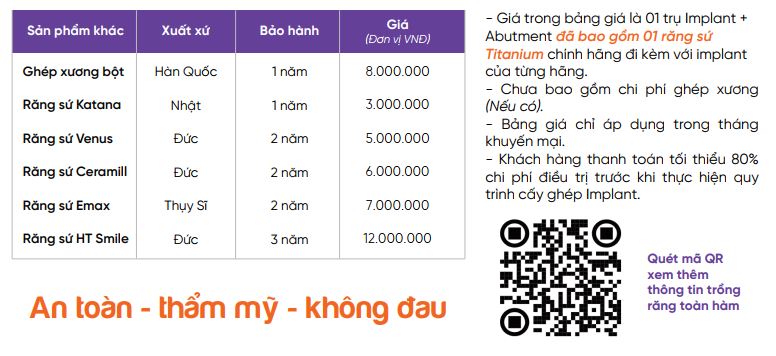 Sản phẩm khác Xuất xứ Bảo hành Giá
(Đơn vị VNĐ)
Ghép xương bột Hàn Quốc 1 năm 8.000.000
Răng sứ Katana Nhật 1 năm 3.000.000
Răng sứ Venus Đức 2 năm 5.000.000
Răng sứ Ceramill Đức 2 năm 6.000.000
Răng sứ Emax Thụy Sĩ 2 năm 7.000.000
Răng sứ HT Smile Đức 3 năm 12.000.000
An toàn - thẩm mỹ - không đau
- Giá trong bảng giá là 01 trụ Implant +
Abutment đã bao gồm 01 răng sứ
Titanium chính hãng đi kèm với implant
của từng hãng.
- Chưa bao gồm chi phí ghép xương
(Nếu có).
- Bảng giá chỉ áp dụng trong tháng
khuyến mại.
- Khách hàng thanh toán tối thiểu 80%
chi phí điều trị trước khi thực hiện quy
trình cấy ghép Implant.
Quét mã QR
xem thêm
thông tin trồng
răng toàn hàm